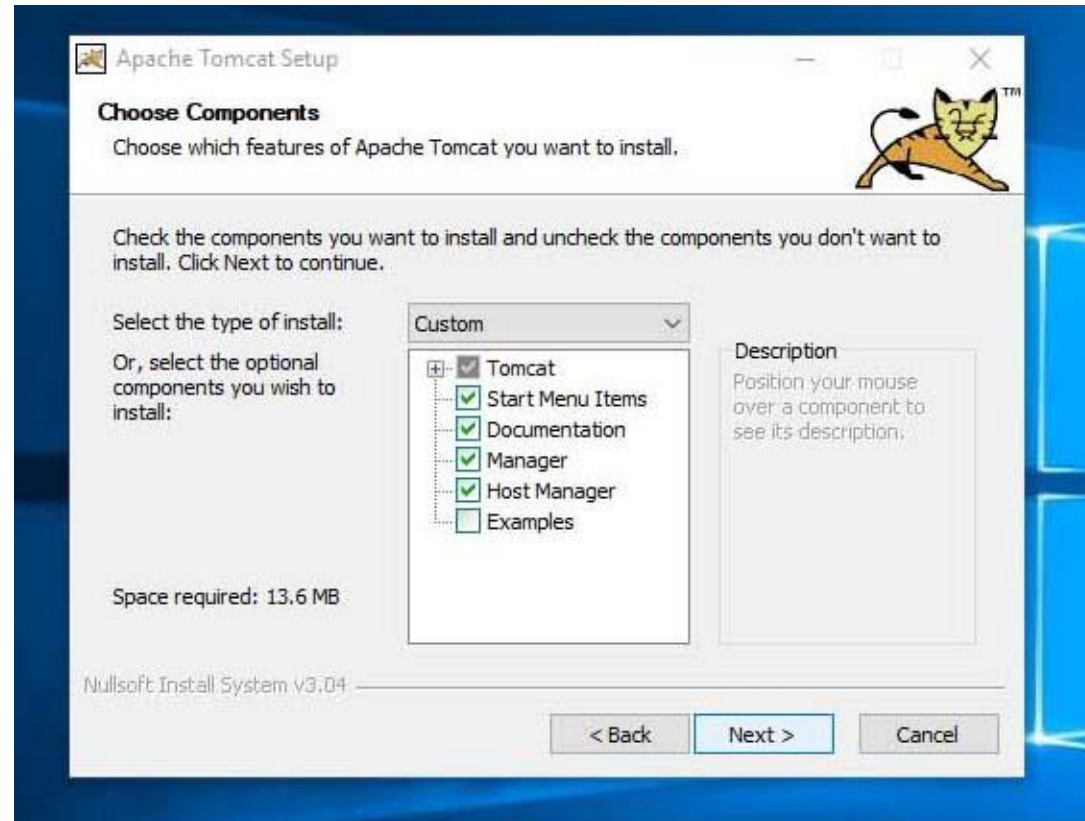 Apache Tomcat Setup
Choose Components
Choose which features of Apache Tomcat you want to install.
TM
Check the components you want to install and uncheck the components you don't want to
install. Click Next to continue.
Select the type of install:
Custom
Or, select the optional
components you wish to
install:
Tomcat
Start Menu Items
Documentation
Manager
Host Manager
Examples
Description
Position your mouse
over a component to
see its description.
Space required: 13.6 MB
Nullsoft Install System v3.04
< Back
Next >
Cancel